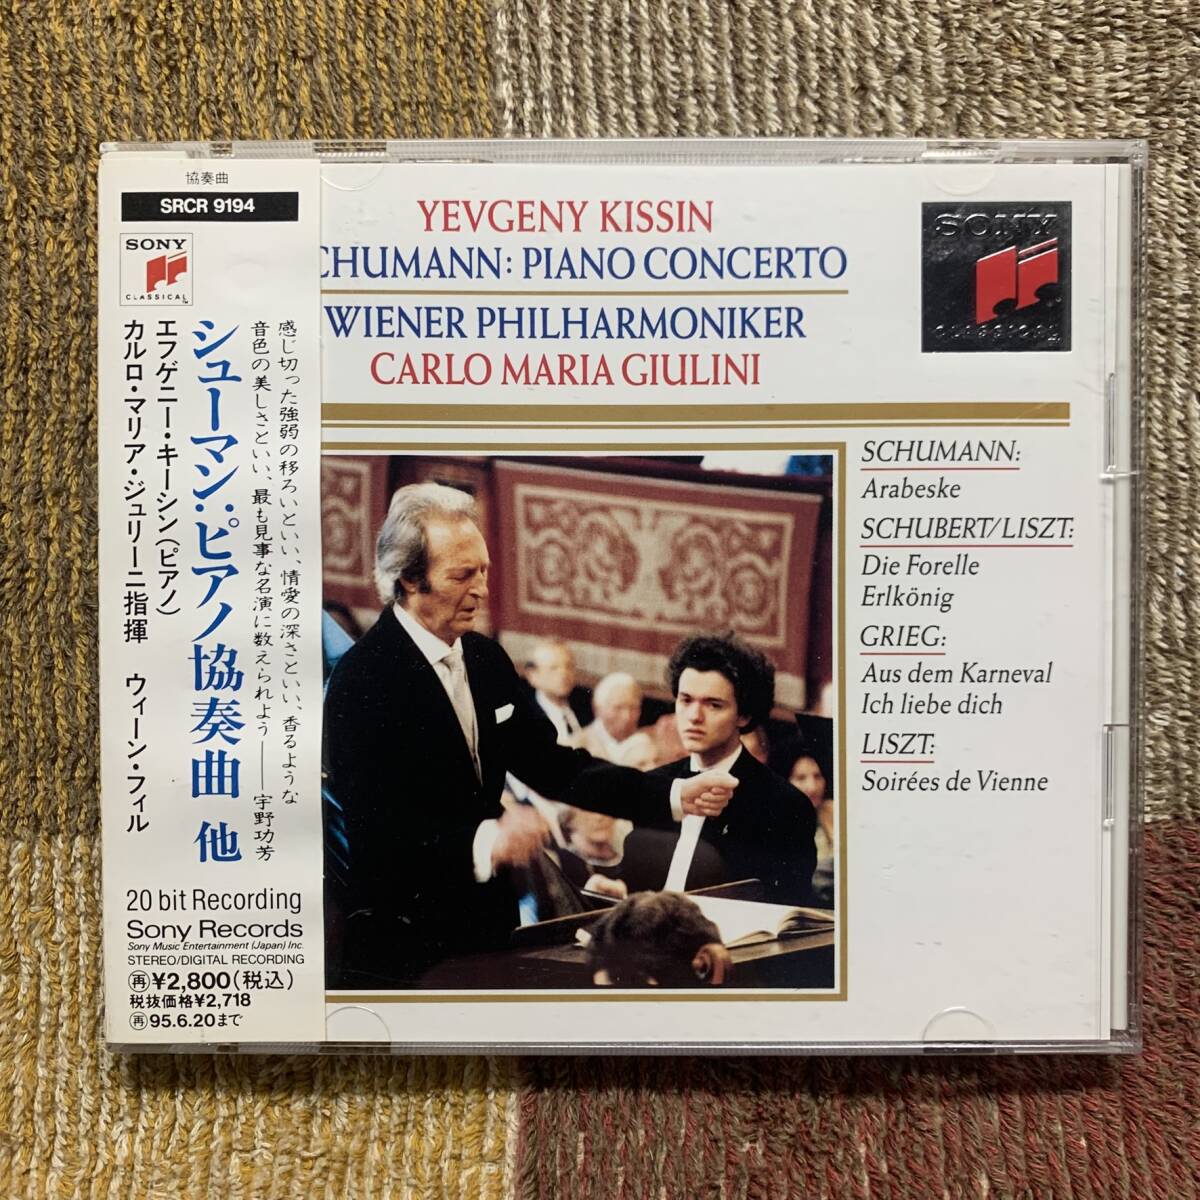 協奏曲
SRCR 9194
SONY
CLASSICAL
感じ切った強弱の移ろいといい、情愛の深さといい、香るような
音色の美しさといい、最も見事な名演に数えられよう——宇野功芳
シューマン:ピアノ協奏曲 他
エフゲニー・キーシン(ピアノ)
カルロ・マリア・ジュリーニ指揮 ウィーン・フィル
20 bit Recording
Sony Records
Sony Music Entertainment (Japan) Inc.
STEREO/DIGITAL RECORDING
再¥2,800(税込)
税抜価格¥2,718
再95.6.20まで
YEVGENY KISSIN
CHUMANN: PIANO CONCERTO
WIENER PHILHARMONIKER
CARLO MARIA GIULINI
SONY
CLASSICAL
SCHUMANN:
Arabeske
SCHUBERT/LISZT:
Die Forelle
Erlkönig
GRIEG:
Aus dem Karneval
Ich liebe dich
LISZT:
Soirées de Vienne